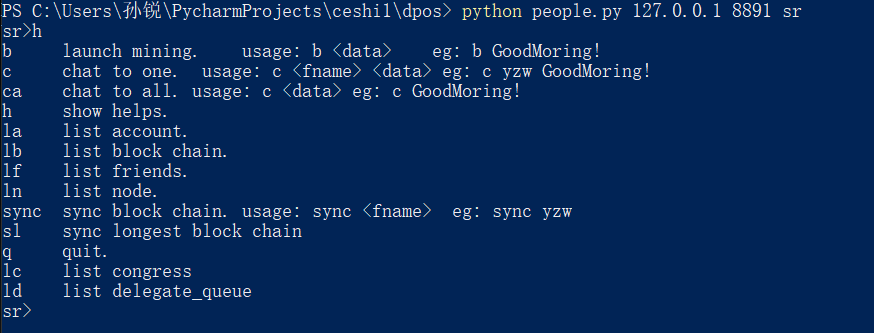 PS C:\Users\孙锐\PycharmProjects\ceshi1\dpos> python people.py 127.0.0.1 8891 sr
sr>h
b launch mining. usage: b <data> eg: b GoodMoring!
c chat to one. usage: c <fname> <data> eg: c yzw GoodMoring!
ca chat to all. usage: c <data> eg: c GoodMoring!
h show helps.
la list account.
lb list block chain.
lf list friends.
ln list node.
sync sync block chain. usage: sync <fname> eg: sync yzw
sl sync longest block chain
q quit.
lc list congress
ld list delegate_queue
sr>